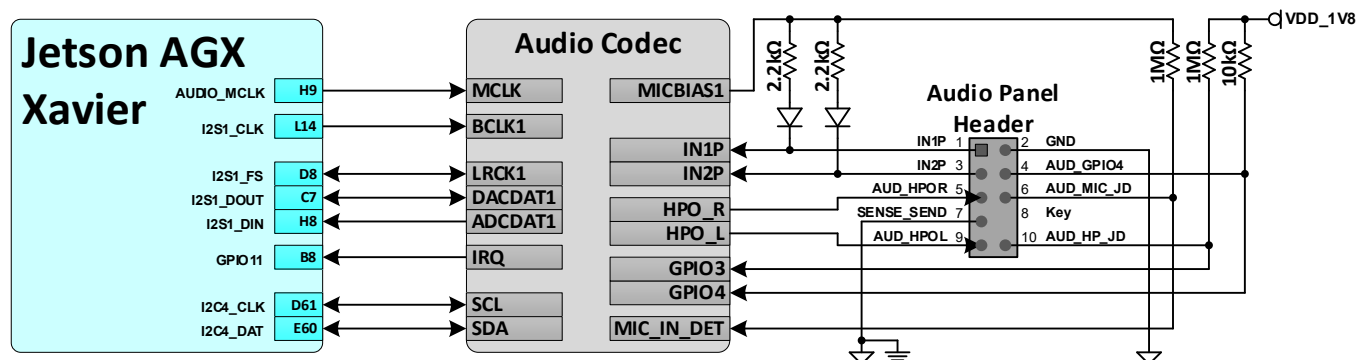 Jetson AGX
Xavier
AUDIO_MCLK H9
I2S1_CLK L14
I2S1_FS D8
I2S1_DOUT C7
I2S1_DIN H8
GPIO11 B8
I2C4_CLK D61
I2C4_DAT E60
Audio Codec
MCLK
BCLK1
LRCK1
DACDAT1
ADCDAT1
IRQ
SCL
SDA
MICBIAS1
IN1P
IN2P
HPO_R
HPO_L
GPIO3
GPIO4
MIC_IN_DET
2.2kΩ
2.2kΩ
Audio Panel
Header
IN1P 1
IN2P 3
AUD_HPOR 5
SENSE_SEND 7
AUD_HPOL 9
2 GND
4 AUD_GPIO4
6 AUD_MIC_JD
8 Key
10 AUD_HP_JD
1MΩ
1MΩ
10kΩ
VDD_1V8